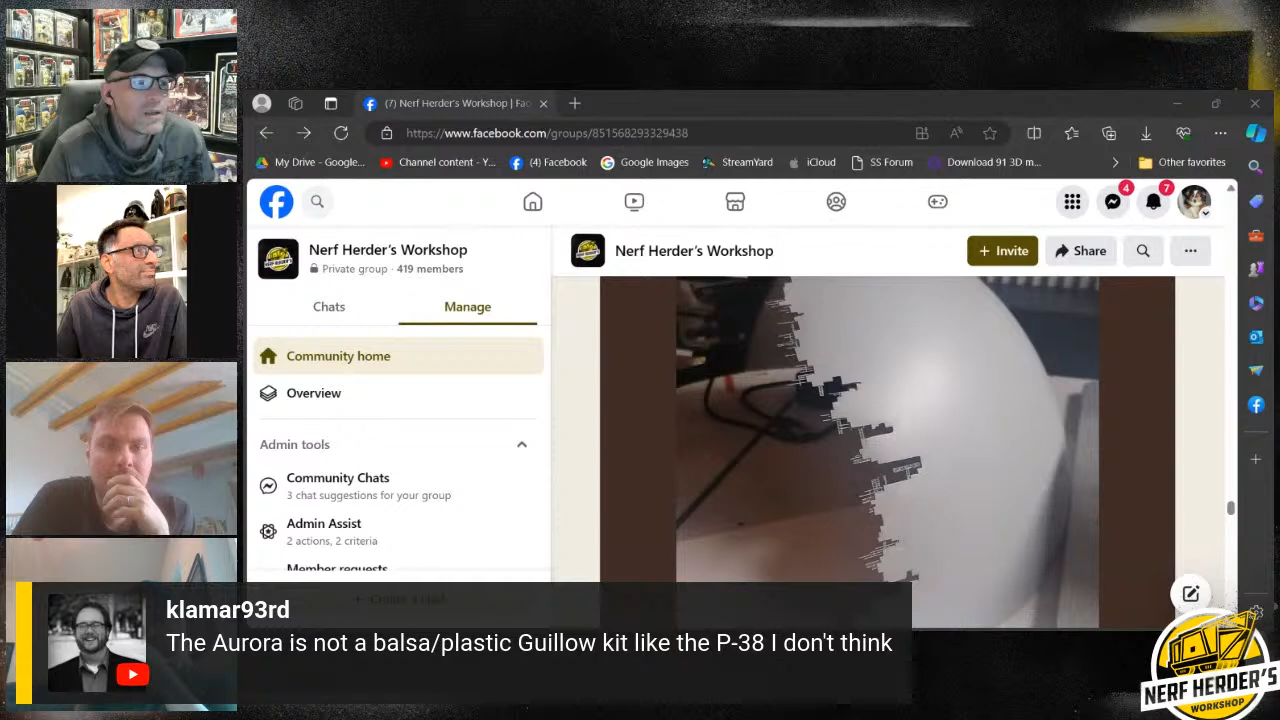 (7) Nerf Herder's Workshop | Fac
https://www.facebook.com/groups/851568293329438
My Drive - Google...
Channel content - Y...
(4) Facebook
Google Images
StreamYard
iCloud
SS Forum
Download 91 3D m...
Other favorites
4
7
Nerf Herder's Workshop
Private group · 419 members
Nerf Herder's Workshop
+ Invite
Share
Chats
Manage
Community home
Overview
Admin tools
Community Chats
3 chat suggestions for your group
Admin Assist
2 actions, 2 criteria
Member requests
klamar93rd
The Aurora is not a balsa/plastic Guillow kit like the P-38 I don't think
NERF HERDER'S
WORKSHOP